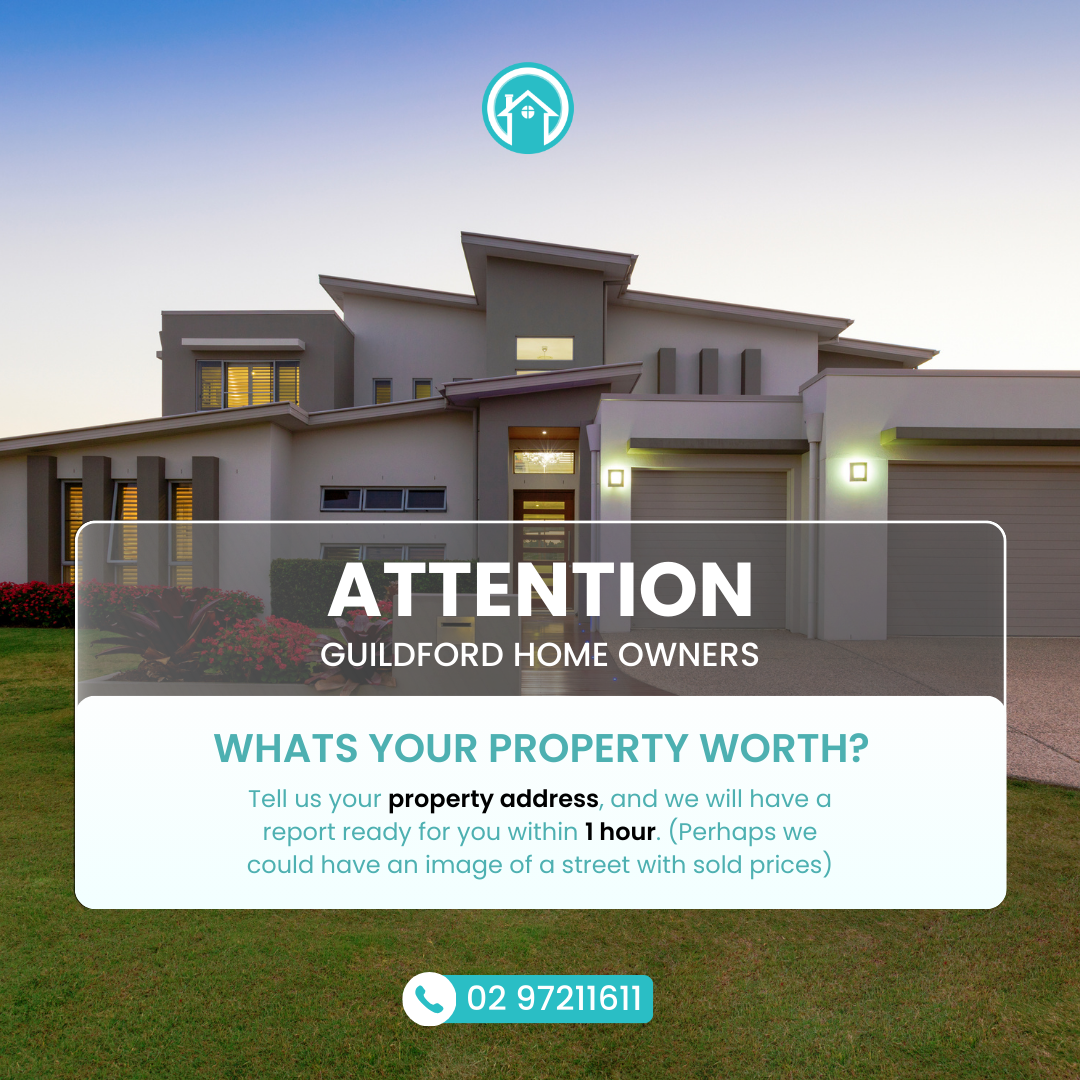 ATTENTION
GUILDFORD HOME OWNERS
WHATS YOUR PROPERTY WORTH?
Tell us your property address, and we will have a
report ready for you within 1 hour. (Perhaps we
could have an image of a street with sold prices)
02 97211611